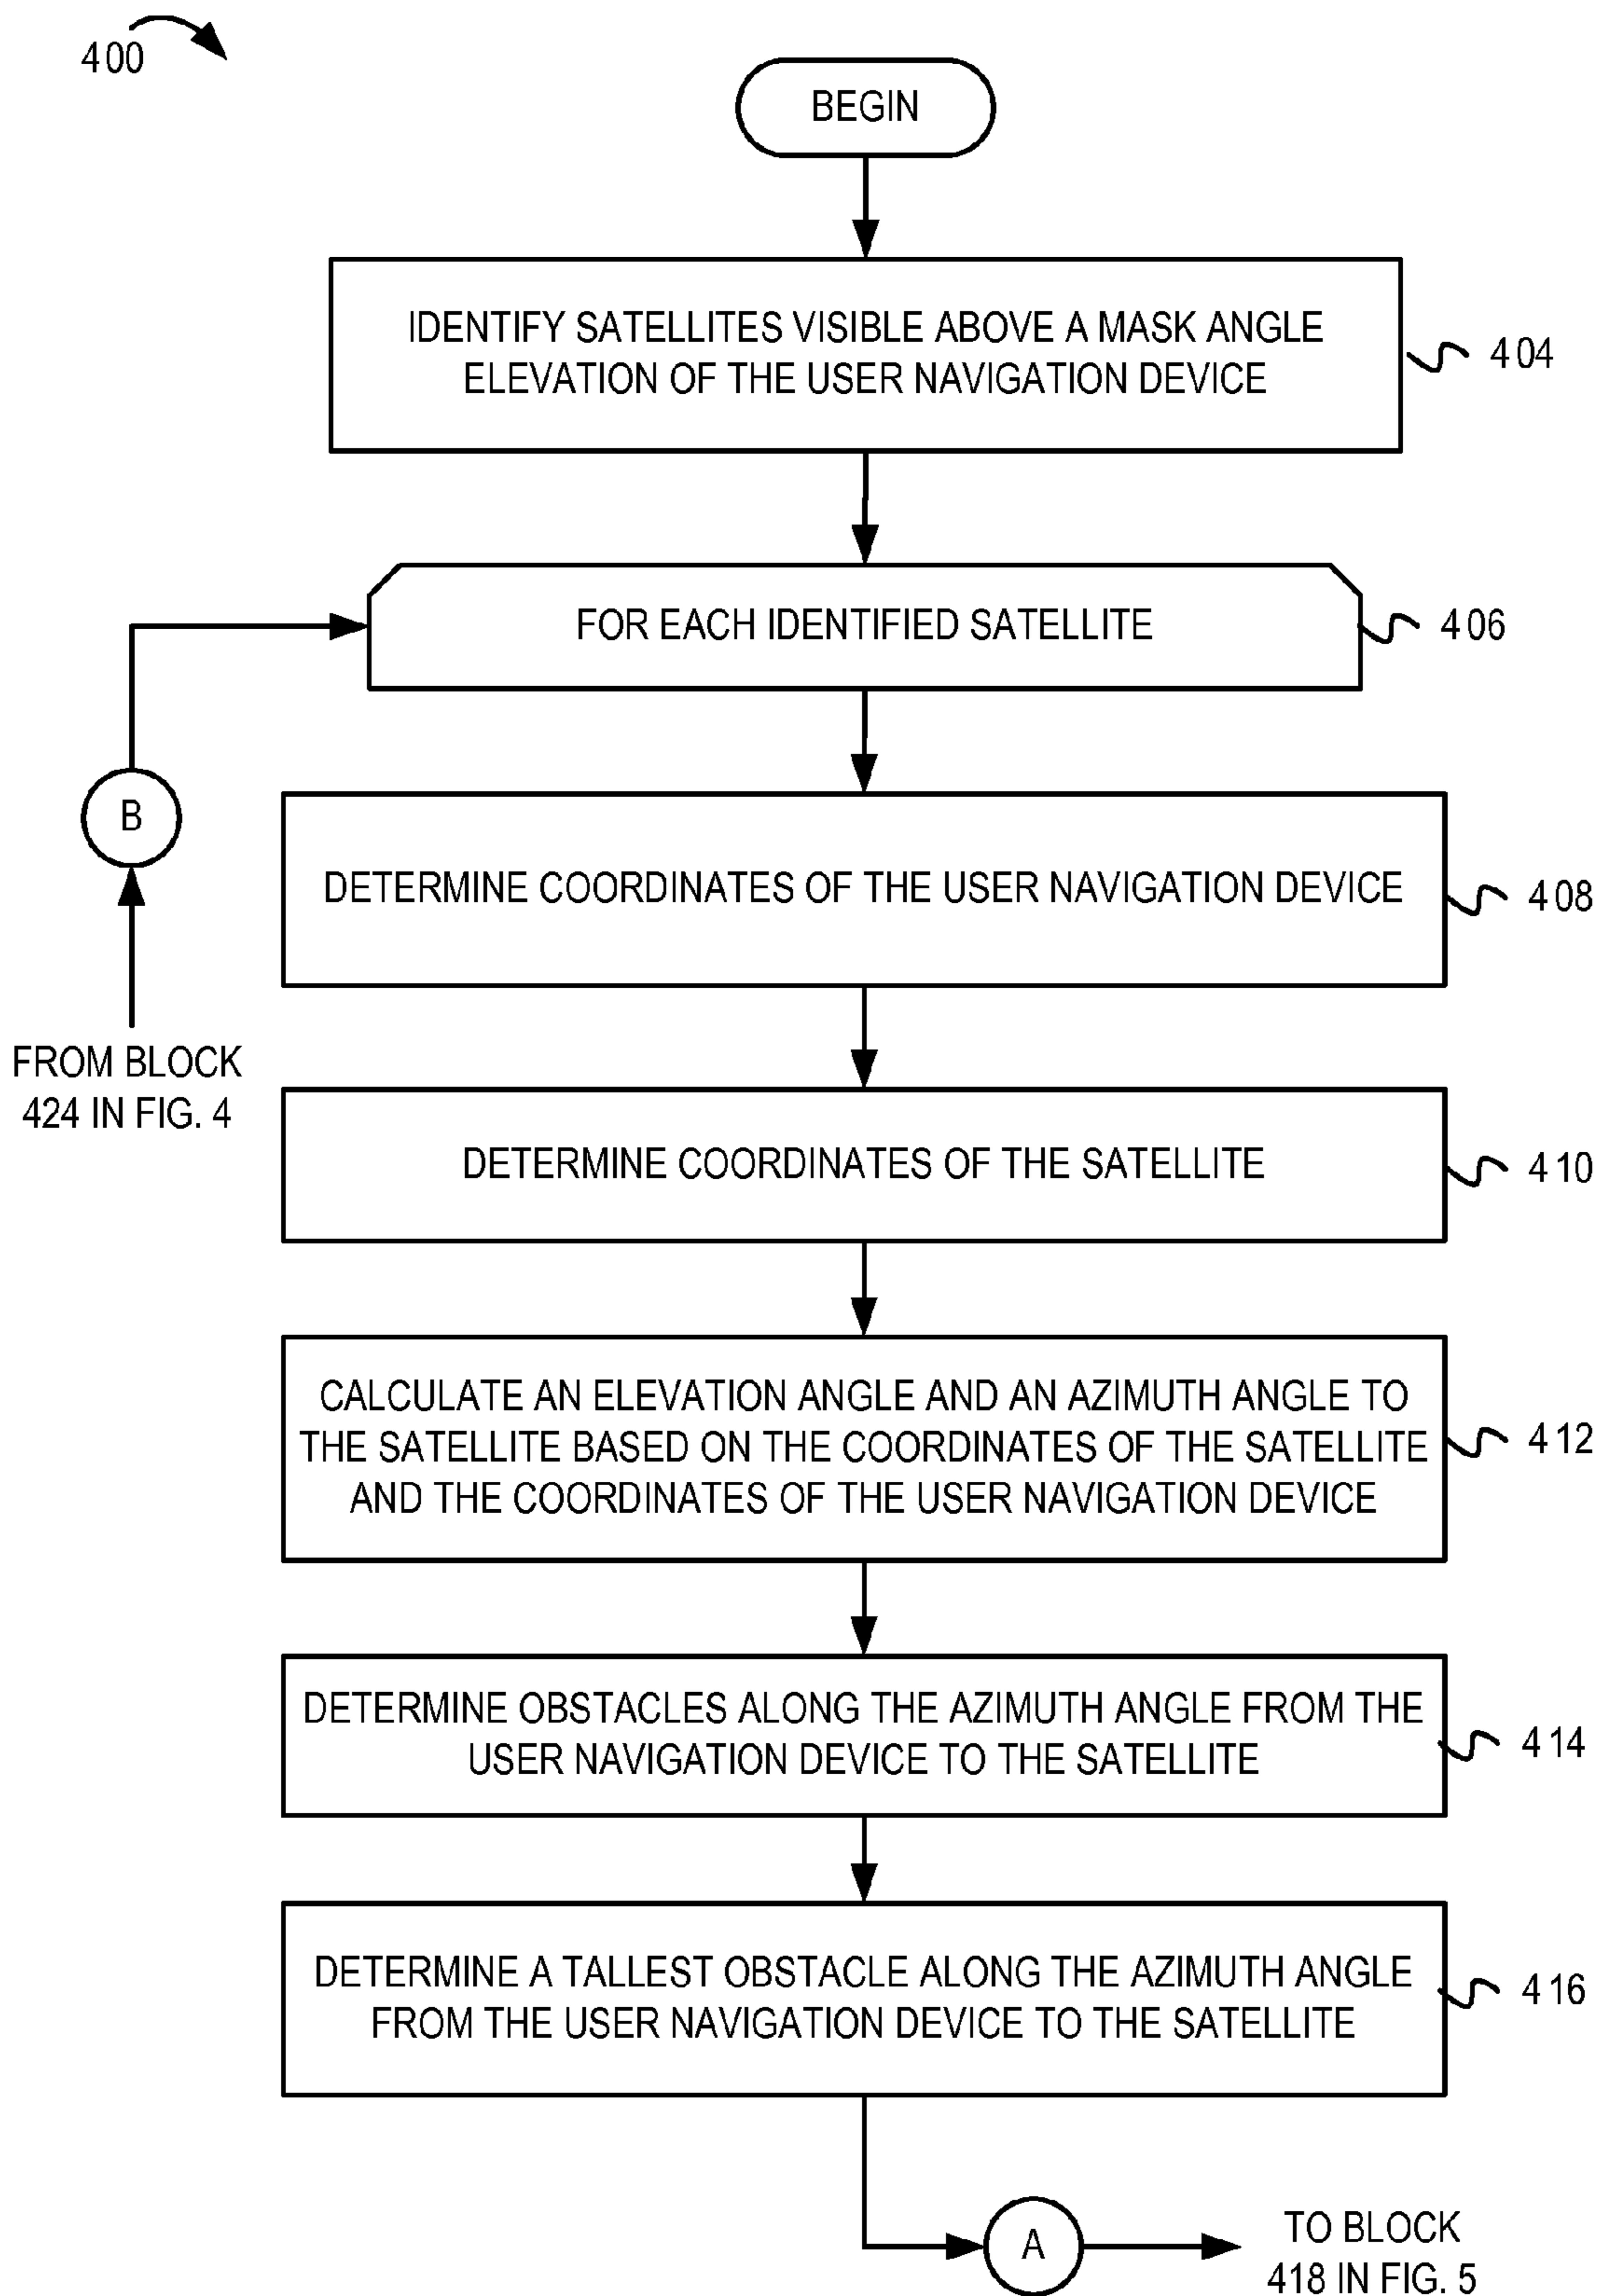 400
BEGIN
IDENTIFY SATELLITES VISIBLE ABOVE A MASK ANGLE
ELEVATION OF THE USER NAVIGATION DEVICE
404
FOR EACH IDENTIFIED SATELLITE
406
B
FROM BLOCK
424 IN FIG. 4
DETERMINE COORDINATES OF THE USER NAVIGATION DEVICE
408
DETERMINE COORDINATES OF THE SATELLITE
410
CALCULATE AN ELEVATION ANGLE AND AN AZIMUTH ANGLE TO
THE SATELLITE BASED ON THE COORDINATES OF THE SATELLITE
AND THE COORDINATES OF THE USER NAVIGATION DEVICE
412
DETERMINE OBSTACLES ALONG THE AZIMUTH ANGLE FROM THE
USER NAVIGATION DEVICE TO THE SATELLITE
414
DETERMINE A TALLEST OBSTACLE ALONG THE AZIMUTH ANGLE
FROM THE USER NAVIGATION DEVICE TO THE SATELLITE
416
A
TO BLOCK
418 IN FIG. 5